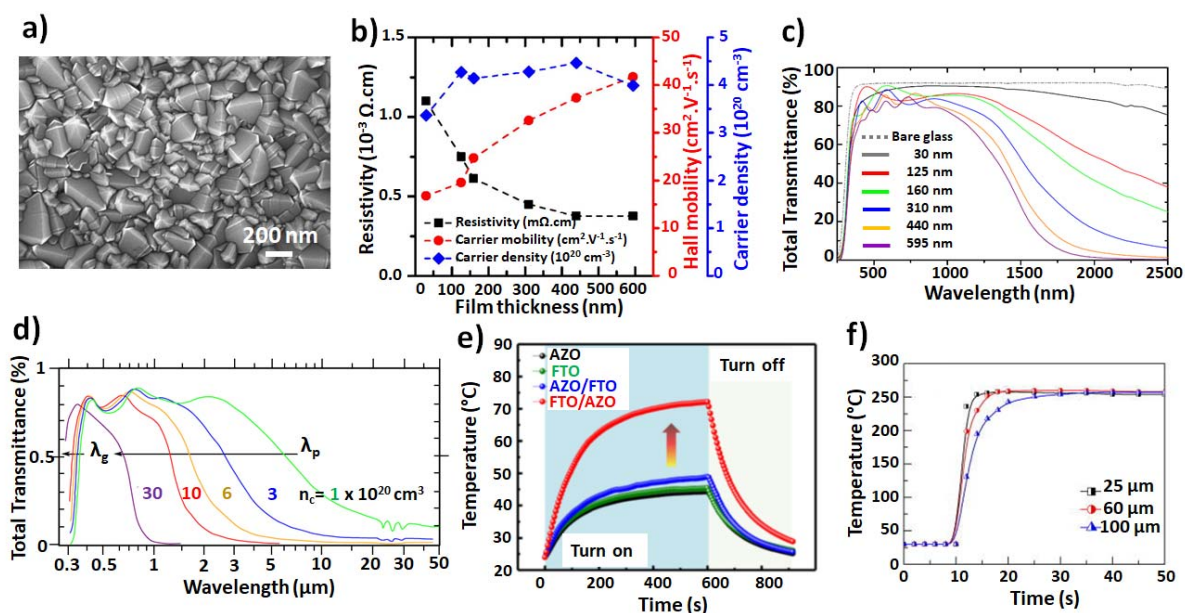 a)
200 nm
b)
1.5
1.0
0.5
0.0
Resistivity (10⁻³ Ω.cm)
50
40
30
20
10
0
Hall mobility (cm².V⁻¹.s⁻¹)
5
4
3
2
1
0
Carrier density (10²⁰ cm⁻³)
Resistivity (mΩ.cm)
Carrier mobility (cm².V⁻¹.s⁻¹)
Carrier density (10²⁰ cm⁻³)
0 100 200 300 400 500 600
Film thickness (nm)
c)
100
80
60
40
20
0
Total Transmittance (%)
Bare glass
30 nm
125 nm
160 nm
310 nm
440 nm
595 nm
500 1000 1500 2000 2500
Wavelength (nm)
d)
1
0.5
0
Total Transmittance (%)
λg
λp
30 10 6 3 nc= 1 x 10²⁰ cm³
0.3 0.5 1 2 3 5 10 20 30 50
Wavelength (µm)
e)
90
80
70
60
50
40
30
20
Temperature (°C)
AZO
FTO
AZO/FTO
FTO/AZO
Turn off
Turn on
0 200 400 600 800
Time (s)
f)
300
250
200
150
100
50
0
Temperature (°C)
25 µm
60 µm
100 µm
0 10 20 30 40 50
Time (s)